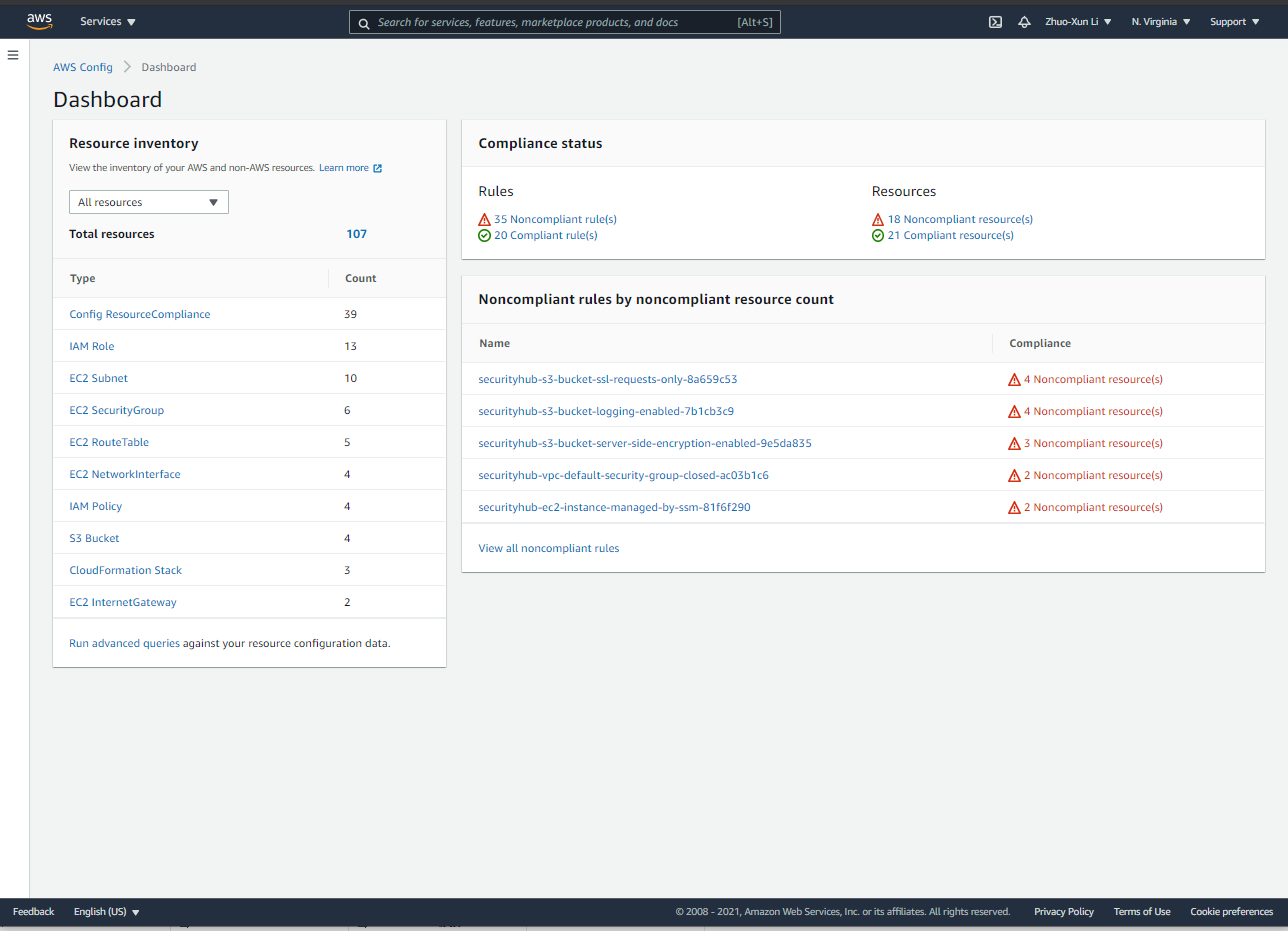 aws Services Search for services, features, marketplace products, and docs [Alt+S] Zhuo-Xun Li N. Virginia Support
AWS Config Dashboard
Dashboard
Resource inventory
View the inventory of your AWS and non-AWS resources. Learn more
All resources
Total resources 107
Type Count
Config ResourceCompliance 39
IAM Role 13
EC2 Subnet 10
EC2 SecurityGroup 6
EC2 RouteTable 5
EC2 NetworkInterface 4
IAM Policy 4
S3 Bucket 4
CloudFormation Stack 3
EC2 InternetGateway 2
Run advanced queries against your resource configuration data.
Compliance status
Rules
35 Noncompliant rule(s)
20 Compliant rule(s)
Resources
18 Noncompliant resource(s)
21 Compliant resource(s)
Noncompliant rules by noncompliant resource count
Name Compliance
securityhub-s3-bucket-ssl-requests-only-8a659c53 4 Noncompliant resource(s)
securityhub-s3-bucket-logging-enabled-7b1cb3c9 4 Noncompliant resource(s)
securityhub-s3-bucket-server-side-encryption-enabled-9e5da835 3 Noncompliant resource(s)
securityhub-vpc-default-security-group-closed-ac03b1c6 2 Noncompliant resource(s)
securityhub-ec2-instance-managed-by-ssm-81f6f290 2 Noncompliant resource(s)
View all noncompliant rules
Feedback English (US) © 2008 - 2021, Amazon Web Services, Inc. or its affiliates. All rights reserved. Privacy Policy Terms of Use Cookie preferences